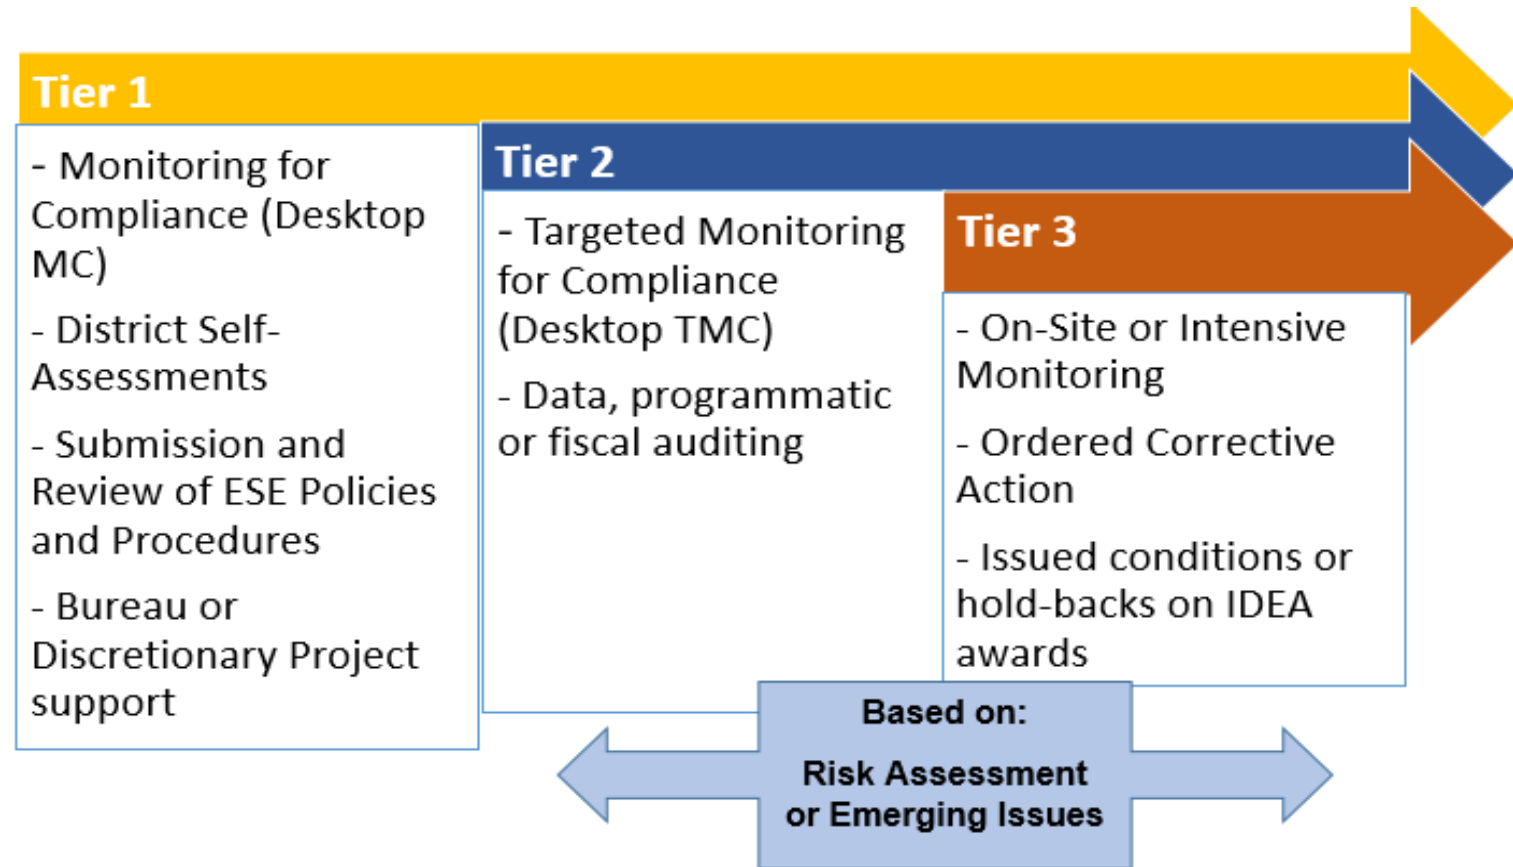 Tier 1
- Monitoring for
Compliance (Desktop
MC)
- District Self-
Assessments
- Submission and
Review of ESE Policies
and Procedures
- Bureau or
Discretionary Project
support
Tier 2
- Targeted Monitoring
for Compliance
(Desktop TMC)
- Data, programmatic
or fiscal auditing
Tier 3
- On-Site or Intensive
Monitoring
- Ordered Corrective
Action
- Issued conditions or
hold-backs on IDEA
awards
Based on:
Risk Assessment
or Emerging Issues